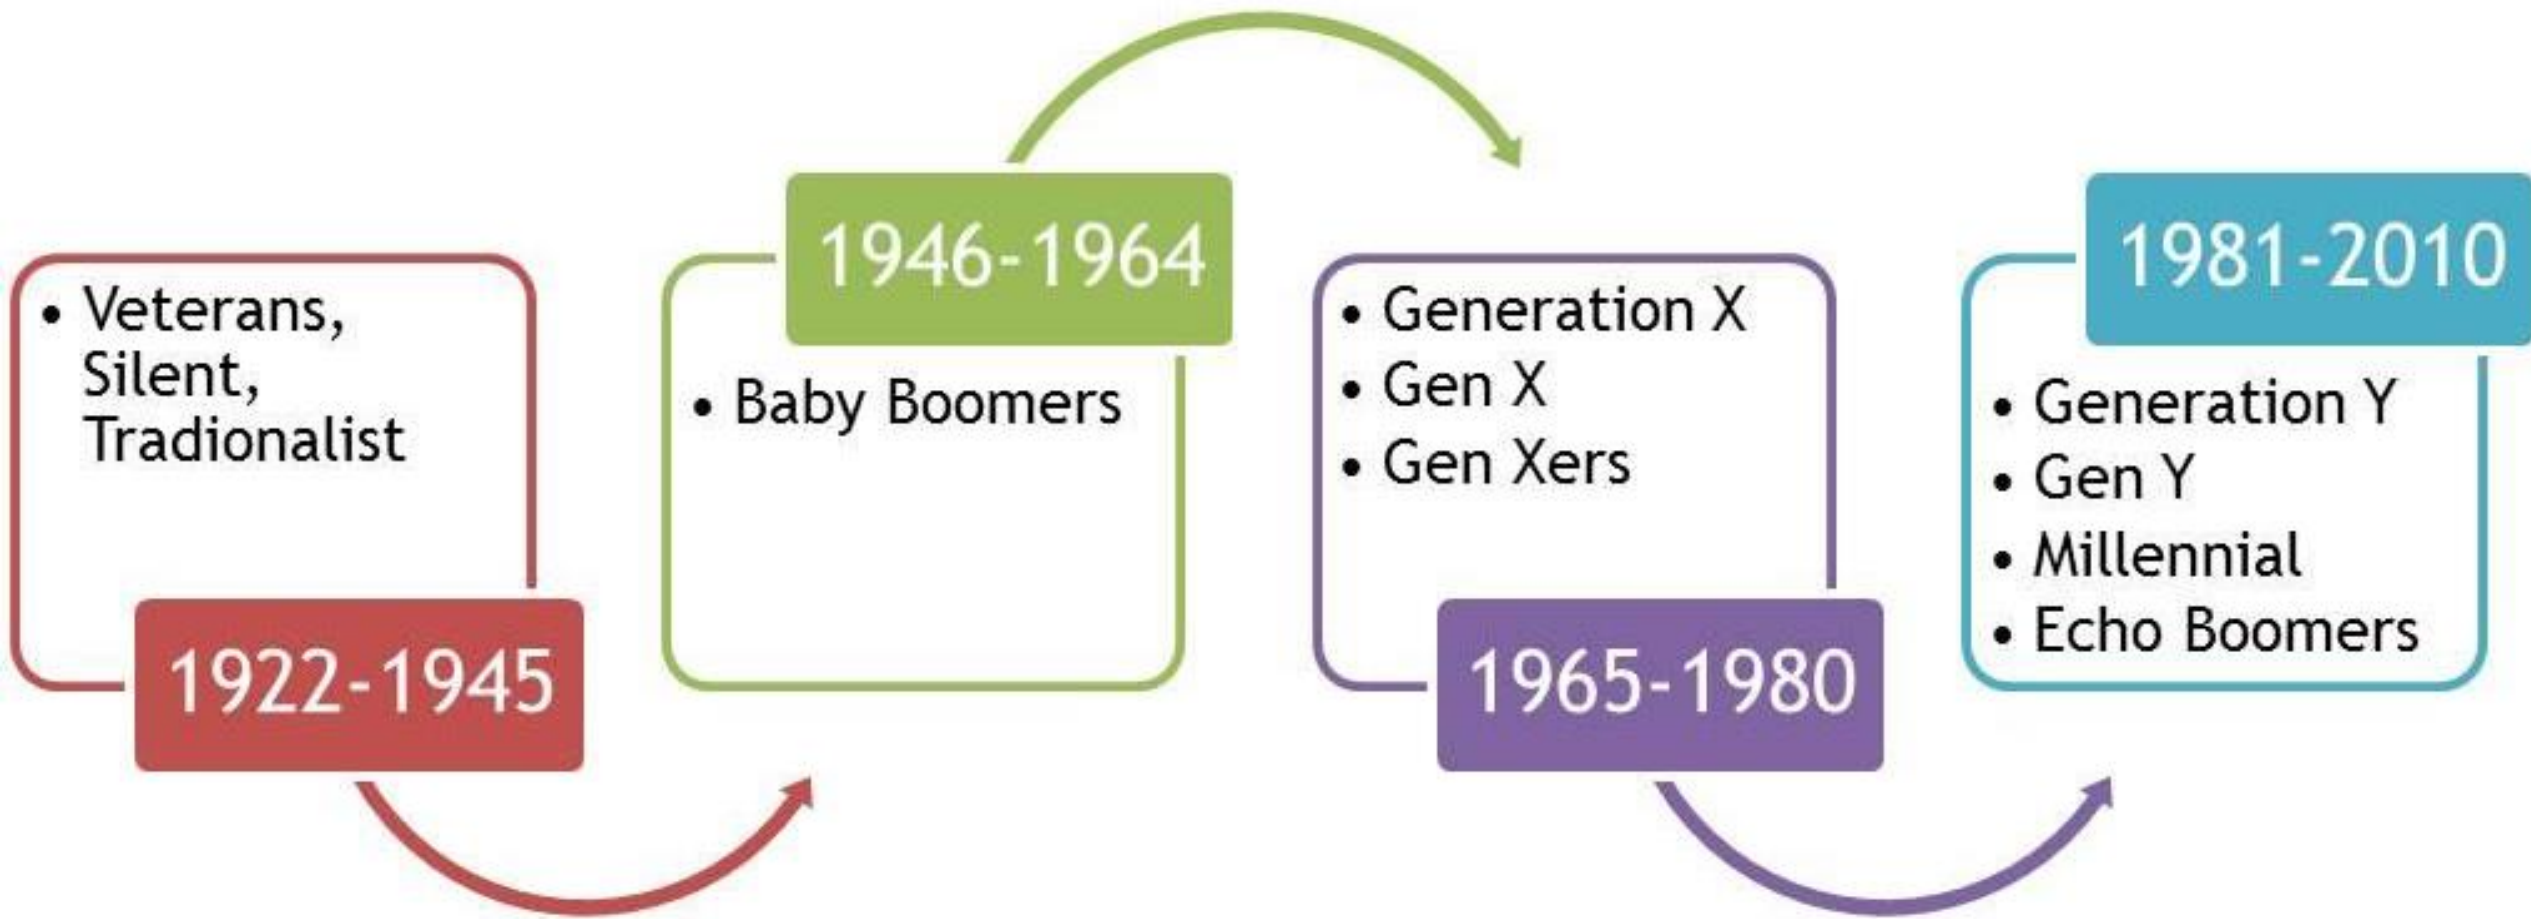 • Veterans,
Silent,
Tradionalist
1922-1945
1946-1964
• Baby Boomers
• Generation X
• Gen X
• Gen Xers
1965-1980
1981-2010
• Generation Y
• Gen Y
• Millennial
• Echo Boomers